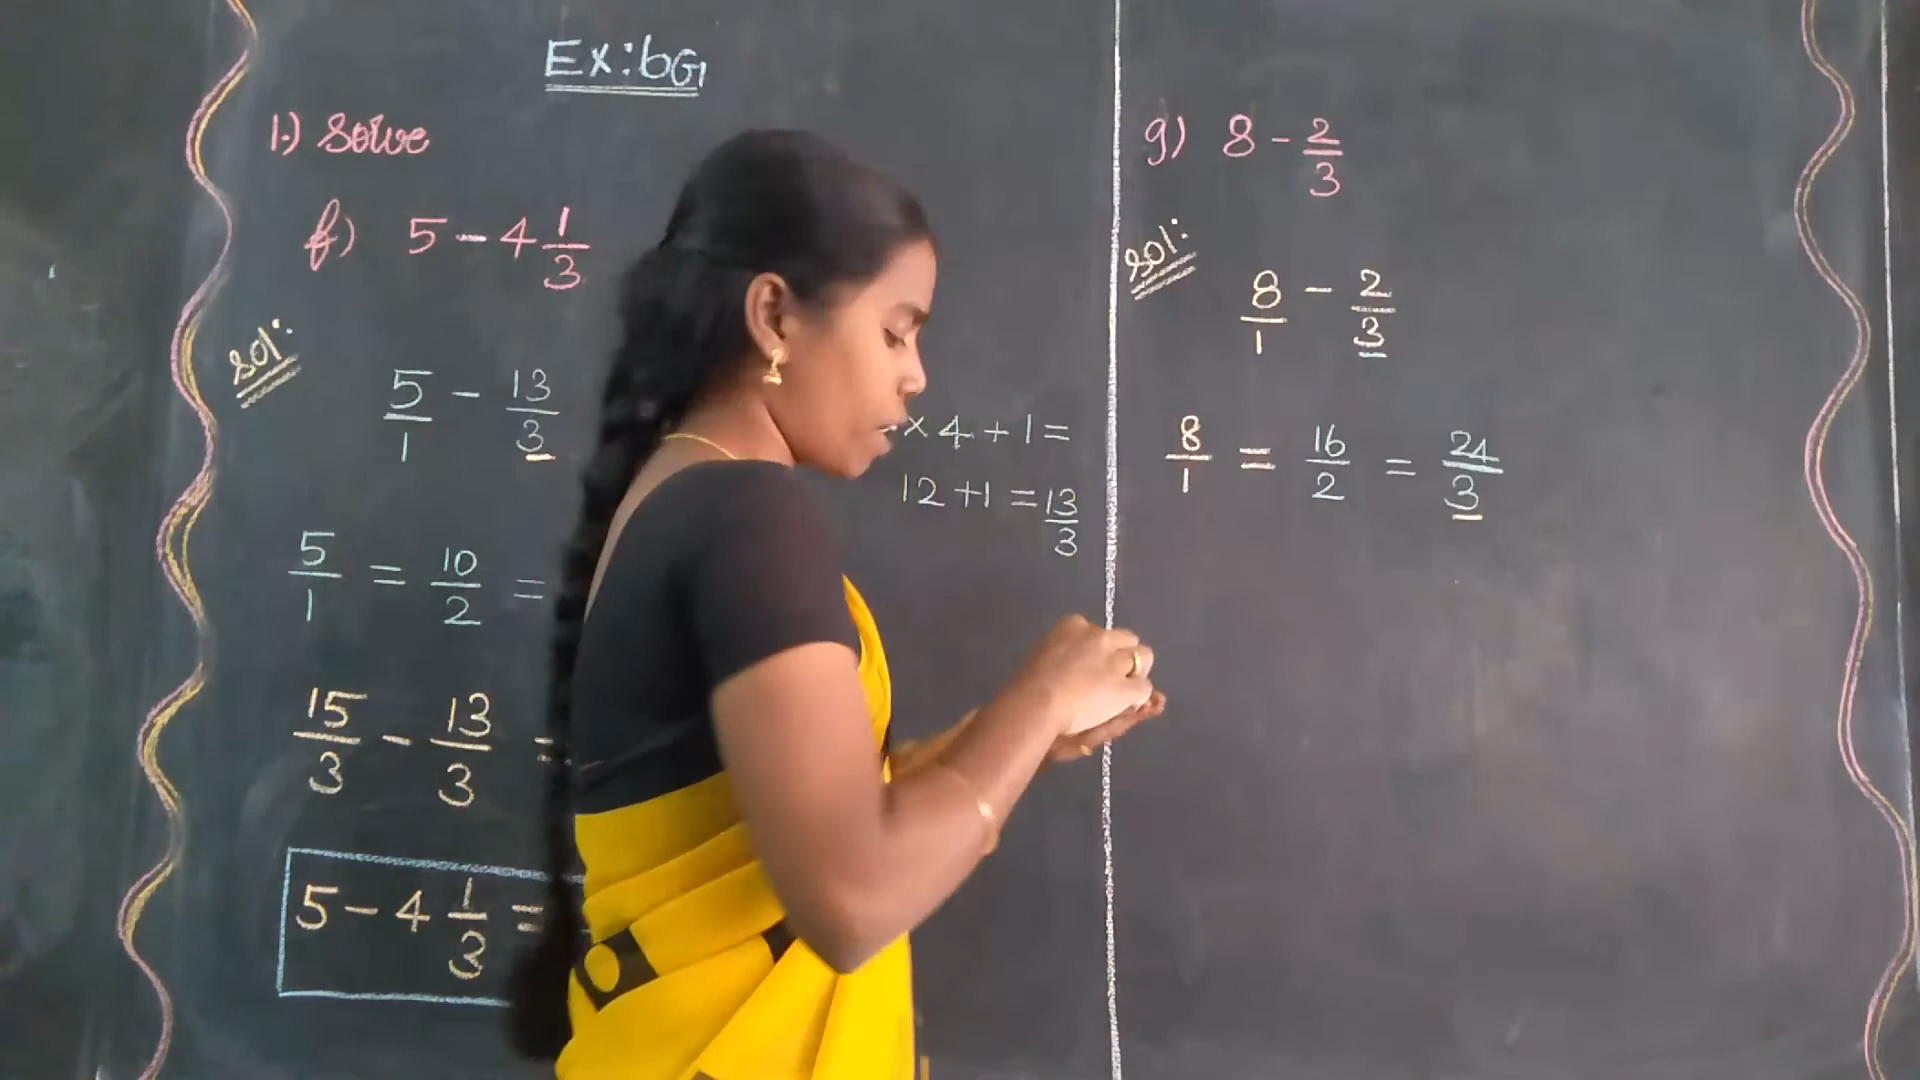 Ex:6G1
1.) Solve
f) 5 - 4 1/3
Sol:
5/1 - 13/3
× 4 + 1 =
12 + 1 = 13/3
5/1 = 10/2 =
15/3 - 13/3 =
5 - 4 1/3 =
g) 8 - 2/3
Sol:
8/1 - 2/3
8/1 = 16/2 = 24/3